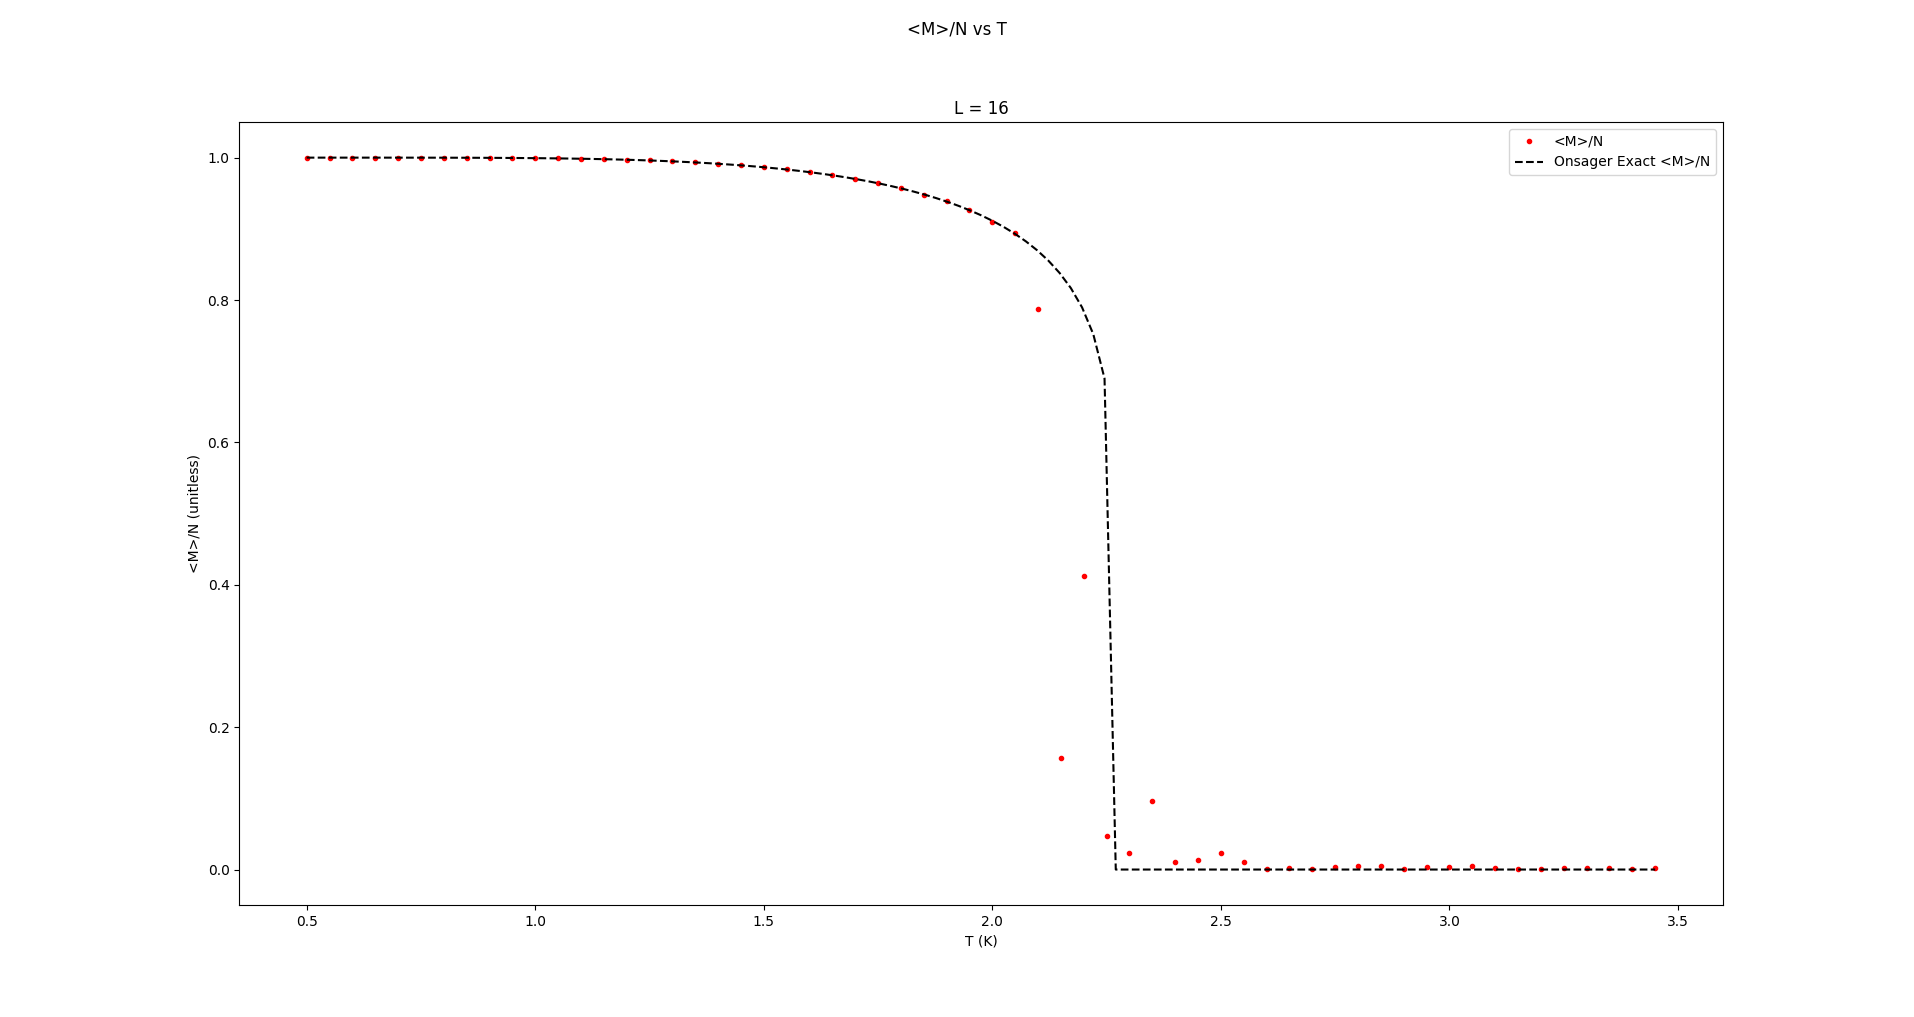 <M>/N vs T
L = 16
<M>/N
Onsager Exact <M>/N
1.0
0.8
0.6
0.4
0.2
0.0
<M>/N (unitless)
0.5 1.0 1.5 2.0 2.5 3.0 3.5
T (K)